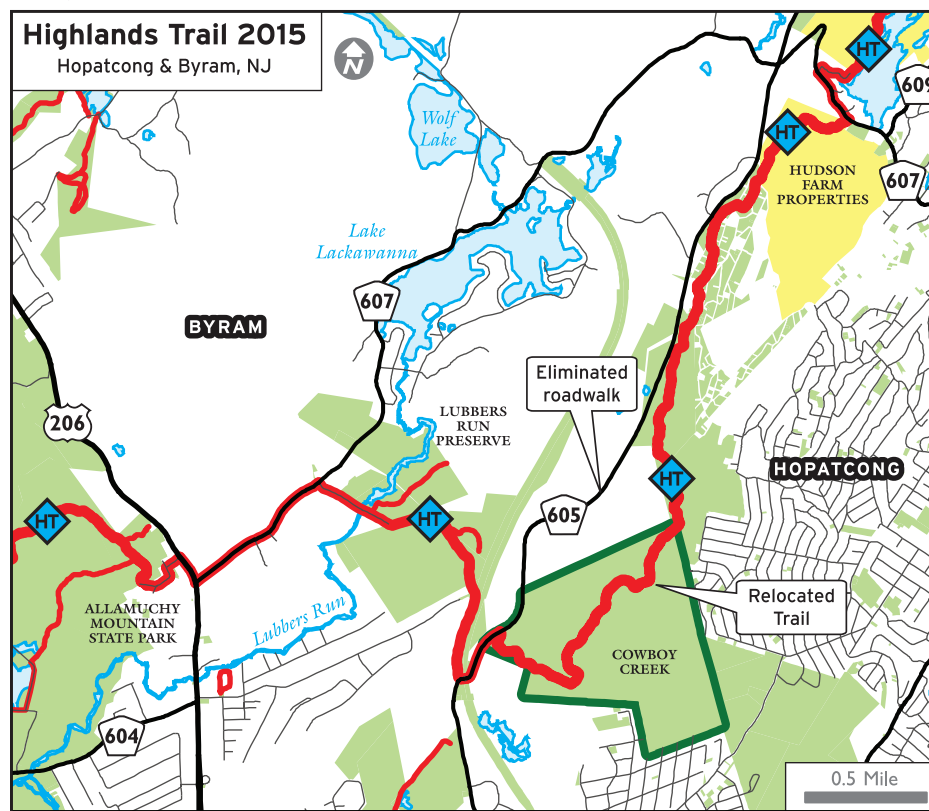 Highlands Trail 2015
Hopatcong & Byram, NJ
N
HT
609
Wolf
Lake
HT
HUDSON
FARM
PROPERTIES
607
Lake
Lackawanna
607
BYRAM
Eliminated
roadwalk
206
LUBBERS
RUN
PRESERVE
HOPATCONG
HT
HT
HT
605
Relocated
Trail
ALLAMUCHY
MOUNTAIN
STATE PARK
Lubbers Run
COWBOY
CREEK
604
0.5 Mile